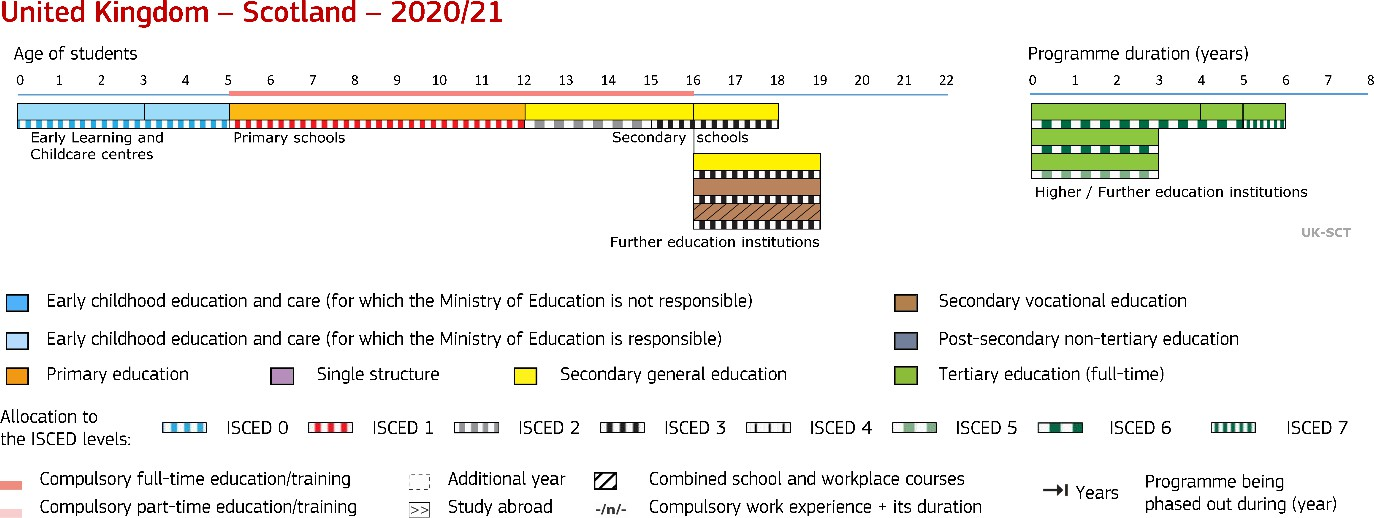 United Kingdom – Scotland – 2020/21
Age of students
Programme duration (years)
0 1 2 3 4 5 6 7 8 9 10 11 12 13 14 15 16 17 18 19 20 21 22
0 1 2 3 4 5 6 7 8
Early Learning and
Childcare centres
Primary schools
Secondary schools
Further education institutions
Higher / Further education institutions
UK-SCT
Early childhood education and care (for which the Ministry of Education is not responsible)
Secondary vocational education
Early childhood education and care (for which the Ministry of Education is responsible)
Post-secondary non-tertiary education
Primary education
Single structure
Secondary general education
Tertiary education (full-time)
Allocation to
the ISCED levels:
ISCED 0
ISCED 1
ISCED 2
ISCED 3
ISCED 4
ISCED 5
ISCED 6
ISCED 7
Compulsory full-time education/training
Additional year
Combined school and workplace courses
Years
Programme being
phased out during (year)
Compulsory part-time education/training
>> Study abroad
-/n/- Compulsory work experience + its duration